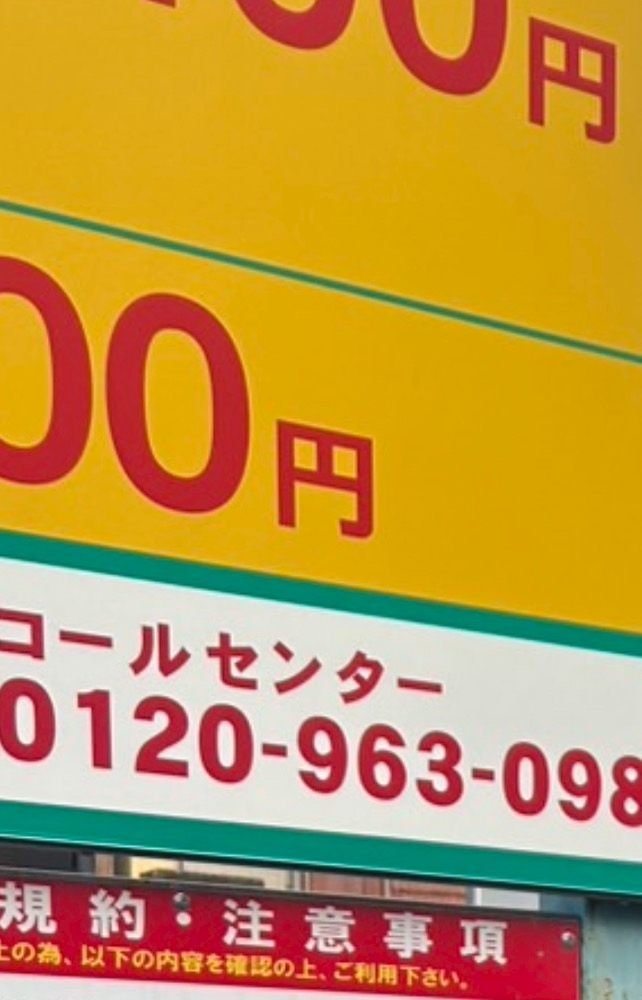 00円
00円
コールセンター
0120-963-098
規約・注意事項
上の為、以下の内容を確認の上、ご利用下さい。